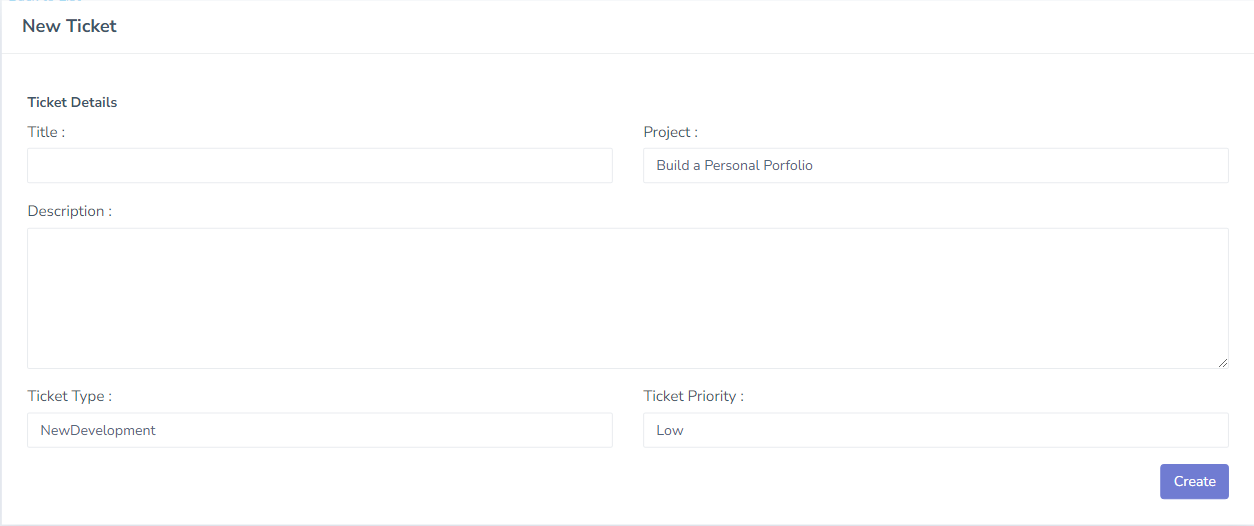 New Ticket
Ticket Details
Title :
Project :
Build a Personal Porfolio
Description :
Ticket Type :
Ticket Priority :
NewDevelopment
Low
Create